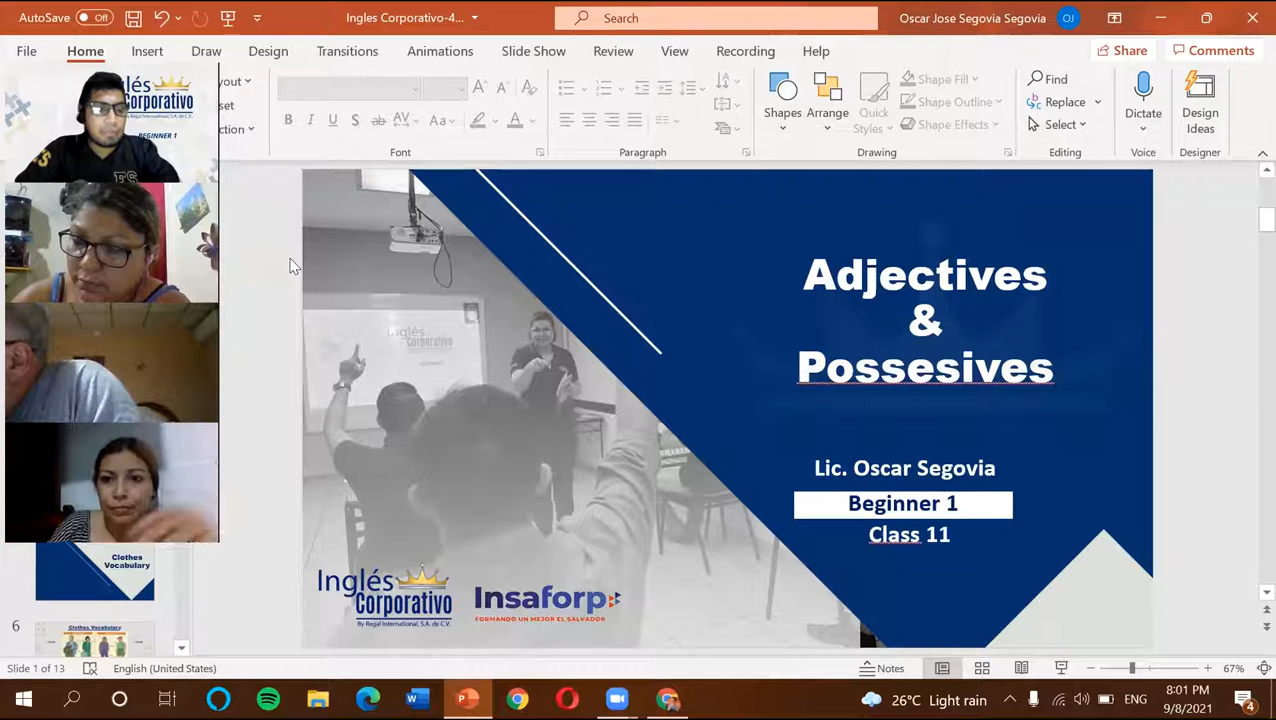 AutoSave Off
Ingles Corporativo-4...
Search
Oscar Jose Segovia Segovia OJ
File Home Insert Draw Design Transitions Animations Slide Show Review View Recording Help
Share Comments
Shapes Arrange Quick Styles
Shape Fill
Shape Outline
Shape Effects
Find
Replace
Select
Dictate
Design Ideas
Font Paragraph Drawing Editing Voice Designer
Corporativo
BEGINNER 1
Adjectives
&
Possesives
Lic. Oscar Segovia
Beginner 1
Class 11
Inglés
Corporativo
By Regal International, S.A. de C.V.
Insaforp
FORMANDO UN MEJOR EL SALVADOR
Clothes
Vocabulary
6
Clothes Vocabulary
Slide 1 of 13
English (United States)
Notes
67%
26°C Light rain
ENG
8:01 PM
9/8/2021
4